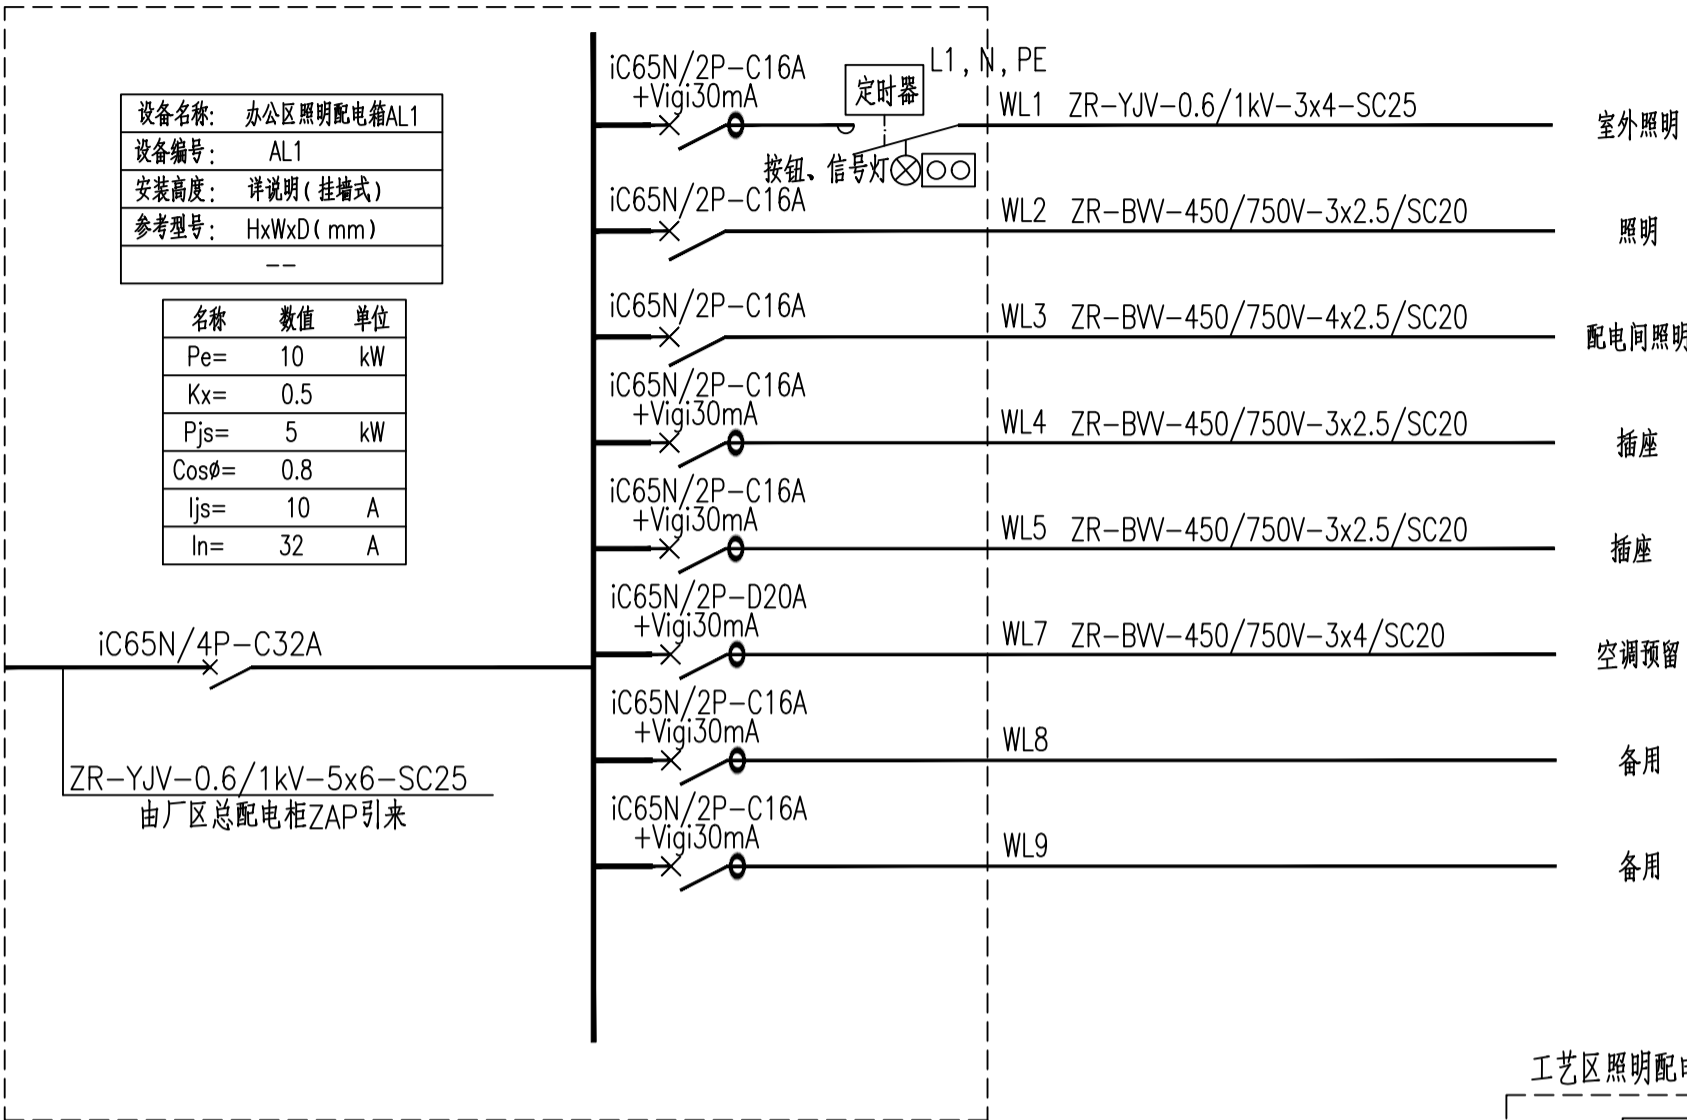 设备名称: 办公区照明配电箱AL1
设备编号: AL1
安装高度: 详说明(挂墙式)
参考型号: HxWxD(mm)
--
名称 数值 单位
Pe= 10 kW
Kx= 0.5
Pjs= 5 kW
Cosø= 0.8
Ijs= 10 A
In= 32 A
iC65N/4P-C32A
ZR-YJV-0.6/1kV-5x6-SC25
由厂区总配电柜ZAP引来
iC65N/2P-C16A
+Vigi30mA
定时器
L1,N,PE
按钮、信号灯
WL1 ZR-YJV-0.6/1kV-3x4-SC25
室外照明
iC65N/2P-C16A
WL2 ZR-BVV-450/750V-3x2.5/SC20
照明
iC65N/2P-C16A
WL3 ZR-BVV-450/750V-4x2.5/SC20
配电间照明
iC65N/2P-C16A
+Vigi30mA
WL4 ZR-BVV-450/750V-3x2.5/SC20
插座
iC65N/2P-C16A
+Vigi30mA
WL5 ZR-BVV-450/750V-3x2.5/SC20
插座
iC65N/2P-D20A
+Vigi30mA
WL7 ZR-BVV-450/750V-3x4/SC20
空调预留
iC65N/2P-C16A
+Vigi30mA
WL8
备用
iC65N/2P-C16A
+Vigi30mA
WL9
备用
工艺区照明配电